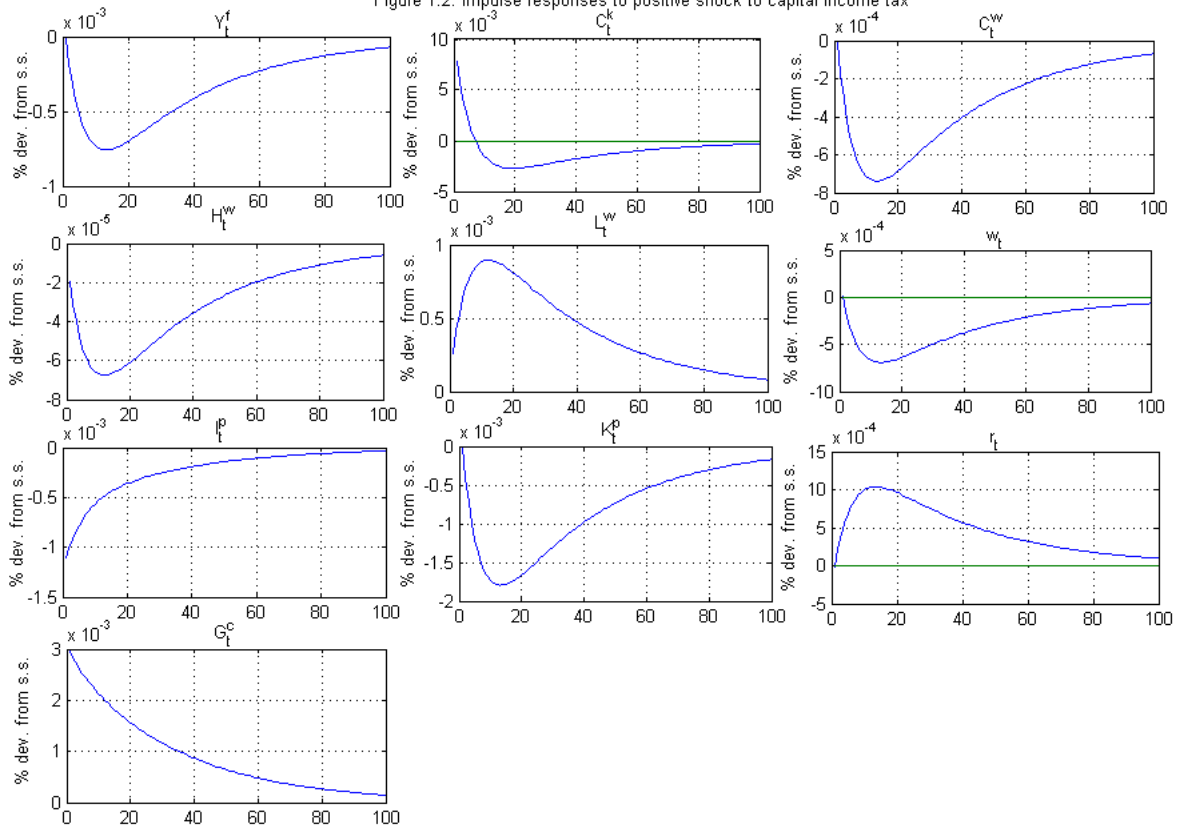 Figure 1.2. Impulse responses to positive shock to capital income tax
x 10^-3 Y_t^f
% dev. from s.s.
0
-0.5
-1
0 20 40 60 80 100
x 10^-3 C_t^k
% dev. from s.s.
10
5
0
-5
0 20 40 60 80 100
x 10^-4 C_t^w
% dev. from s.s.
0
-2
-4
-6
-8
0 20 40 60 80 100
x 10^-5 H_t^w
% dev. from s.s.
0
-2
-4
-6
-8
0 20 40 60 80 100
x 10^-3 L_t^w
% dev. from s.s.
1
0.5
0
0 20 40 60 80 100
x 10^-4 w_t
% dev. from s.s.
5
0
-5
-10
0 20 40 60 80 100
x 10^-3 I_t^p
% dev. from s.s.
0
-0.5
-1
-1.5
0 20 40 60 80 100
x 10^-3 K_t^p
% dev. from s.s.
0
-0.5
-1
-1.5
-2
0 20 40 60 80 100
x 10^-4 r_t
% dev. from s.s.
15
10
5
0
-5
0 20 40 60 80 100
x 10^-3 G_t^c
% dev. from s.s.
3
2
1
0
0 20 40 60 80 100